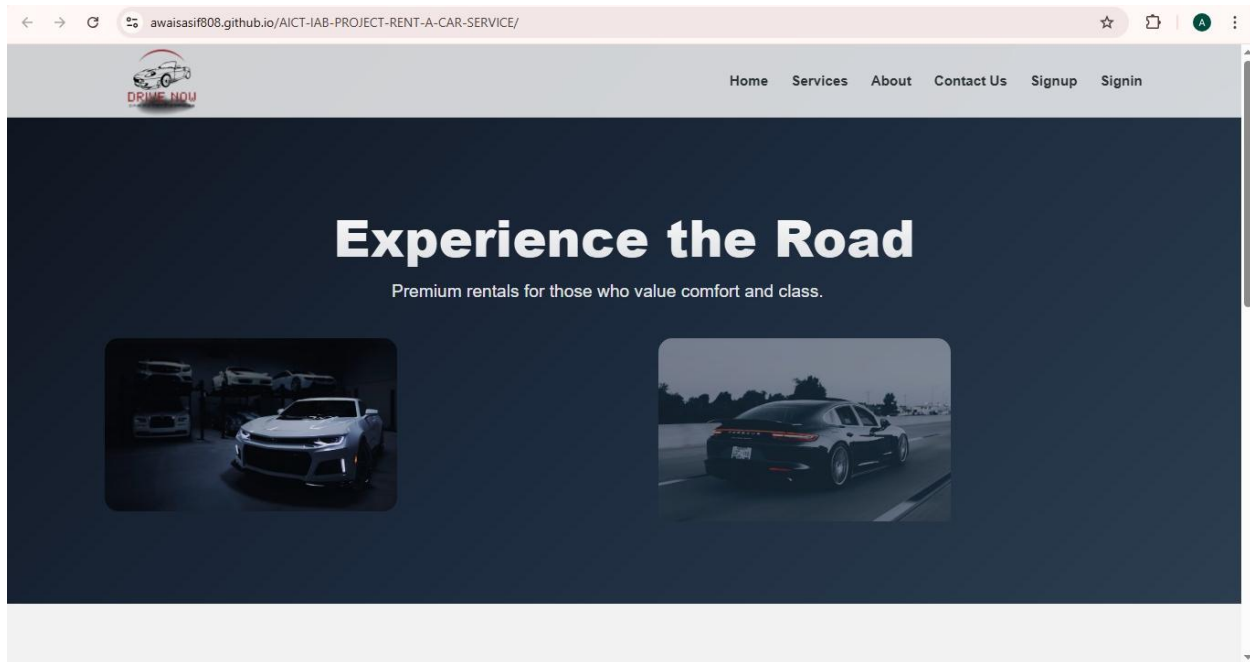 awaisasif808.github.io/AICT-IAB-PROJECT-RENT-A-CAR-SERVICE/
A
DRIVE NOW
Home Services About Contact Us Signup Signin
Experience the Road
Premium rentals for those who value comfort and class.